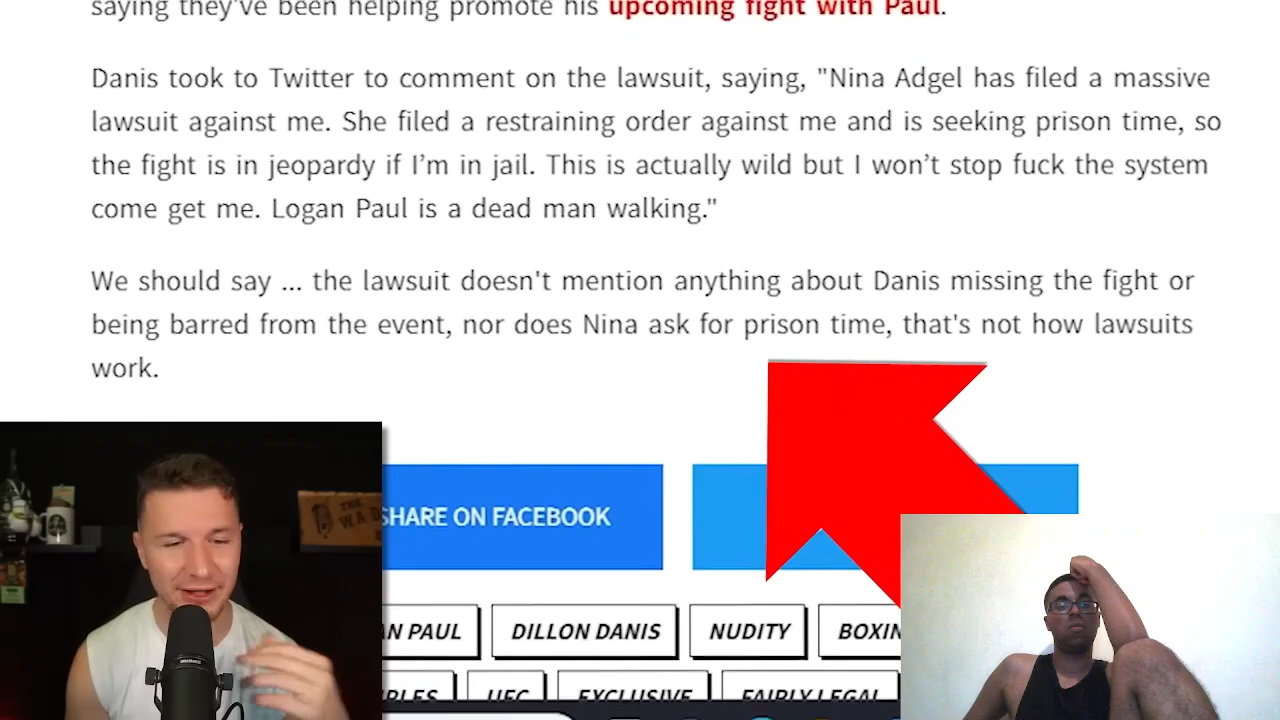 saying they've been helping promote his upcoming fight with Paul.
Danis took to Twitter to comment on the lawsuit, saying, "Nina Adgel has filed a massive
lawsuit against me. She filed a restraining order against me and is seeking prison time, so
the fight is in jeopardy if I'm in jail. This is actually wild but I won't stop fuck the system
come get me. Logan Paul is a dead man walking."
We should say ... the lawsuit doesn't mention anything about Danis missing the fight or
being barred from the event, nor does Nina ask for prison time, that's not how lawsuits
work.
SHARE ON FACEBOOK
AN PAUL
DILLON DANIS
NUDITY
BOXIN
UFC
EXCLUSIVE
FAIRLY LEGAL
THE